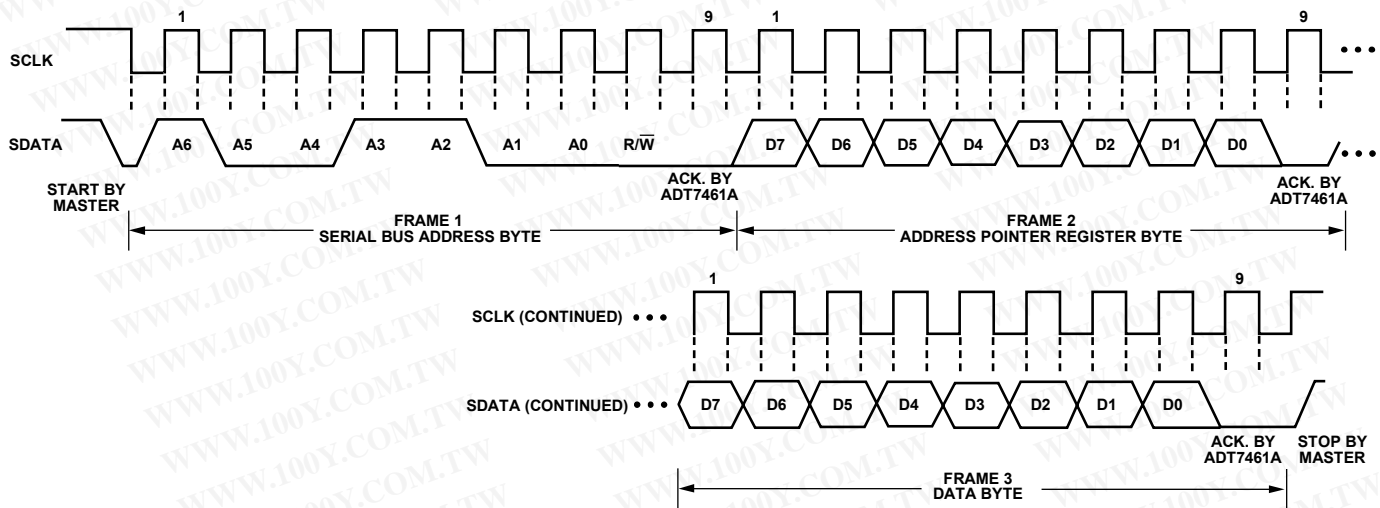 1 9 1 9
SCLK
SDATA A6 A5 A4 A3 A2 A1 A0 R/W̅ D7 D6 D5 D4 D3 D2 D1 D0
START BY
MASTER
ACK. BY
ADT7461A
ACK. BY
ADT7461A
FRAME 1
SERIAL BUS ADDRESS BYTE
FRAME 2
ADDRESS POINTER REGISTER BYTE
1 9
SCLK (CONTINUED)
SDATA (CONTINUED) D7 D6 D5 D4 D3 D2 D1 D0
ACK. BY
ADT7461A
STOP BY
MASTER
FRAME 3
DATA BYTE
WWW.100Y.COM.TW